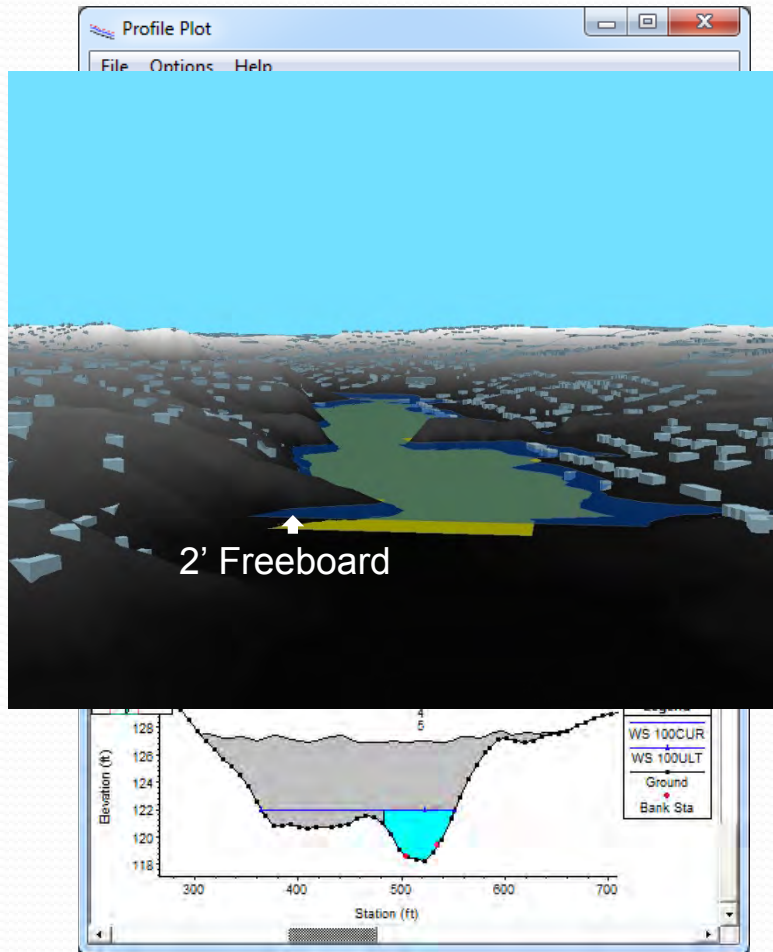 Profile Plot
File Options Help
2’ Freeboard
4
5
128
126
124
122
120
118
Elevation (ft)
300
400
500
600
700
Station (ft)
WS 100CUR
WS 100ULT
Ground
Bank Sta